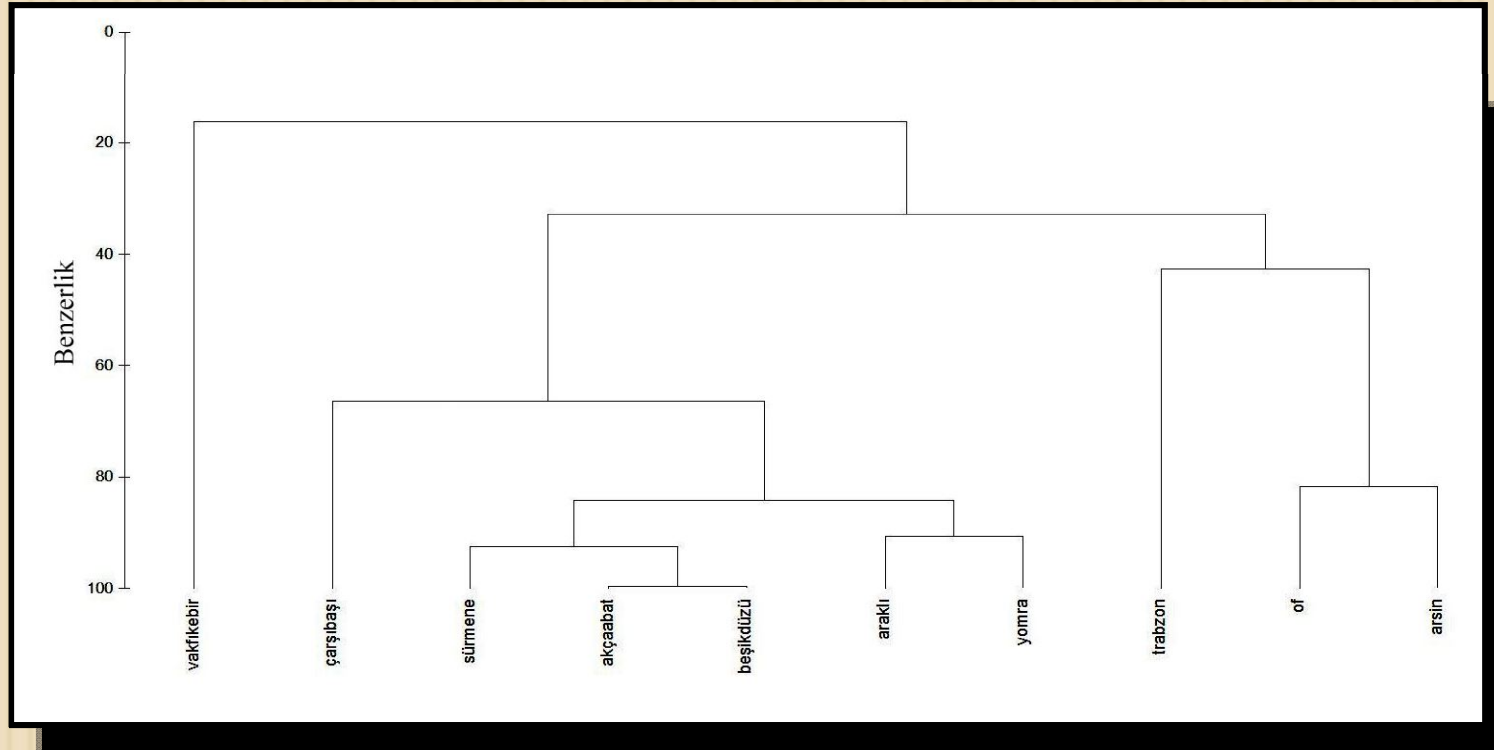 0
20
40
60
80
100
Benzerlik
vakfıkebir
çarşıbaşı
sürmene
akçaabat
beşikdüzü
araklı
yomra
trabzon
of
arsin